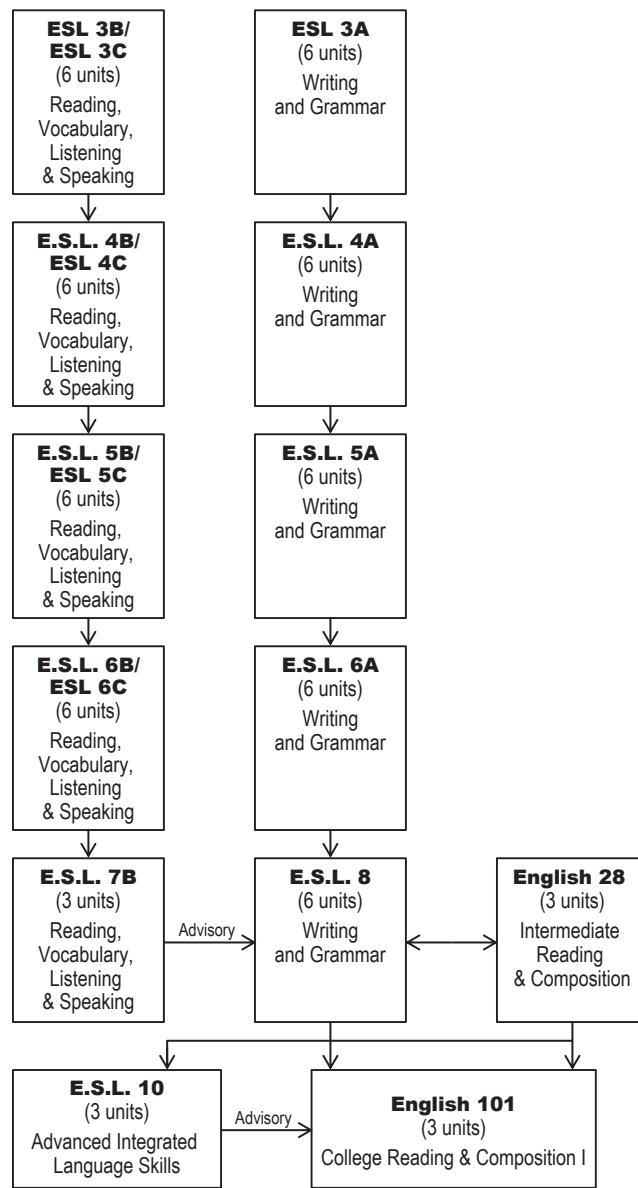 ESL 3B/
ESL 3C
(6 units)
Reading,
Vocabulary,
Listening
& Speaking
ESL 3A
(6 units)
Writing
and Grammar
E.S.L. 4B/
ESL 4C
(6 units)
Reading,
Vocabulary,
Listening
& Speaking
E.S.L. 4A
(6 units)
Writing
and Grammar
E.S.L. 5B/
ESL 5C
(6 units)
Reading,
Vocabulary,
Listening
& Speaking
E.S.L. 5A
(6 units)
Writing
and Grammar
E.S.L. 6B/
ESL 6C
(6 units)
Reading,
Vocabulary,
Listening
& Speaking
E.S.L. 6A
(6 units)
Writing
and Grammar
E.S.L. 7B
(3 units)
Reading,
Vocabulary,
Listening
& Speaking
Advisory
E.S.L. 8
(6 units)
Writing
and Grammar
English 28
(3 units)
Intermediate
Reading
& Composition
E.S.L. 10
(3 units)
Advanced Integrated
Language Skills
Advisory
English 101
(3 units)
College Reading & Composition I